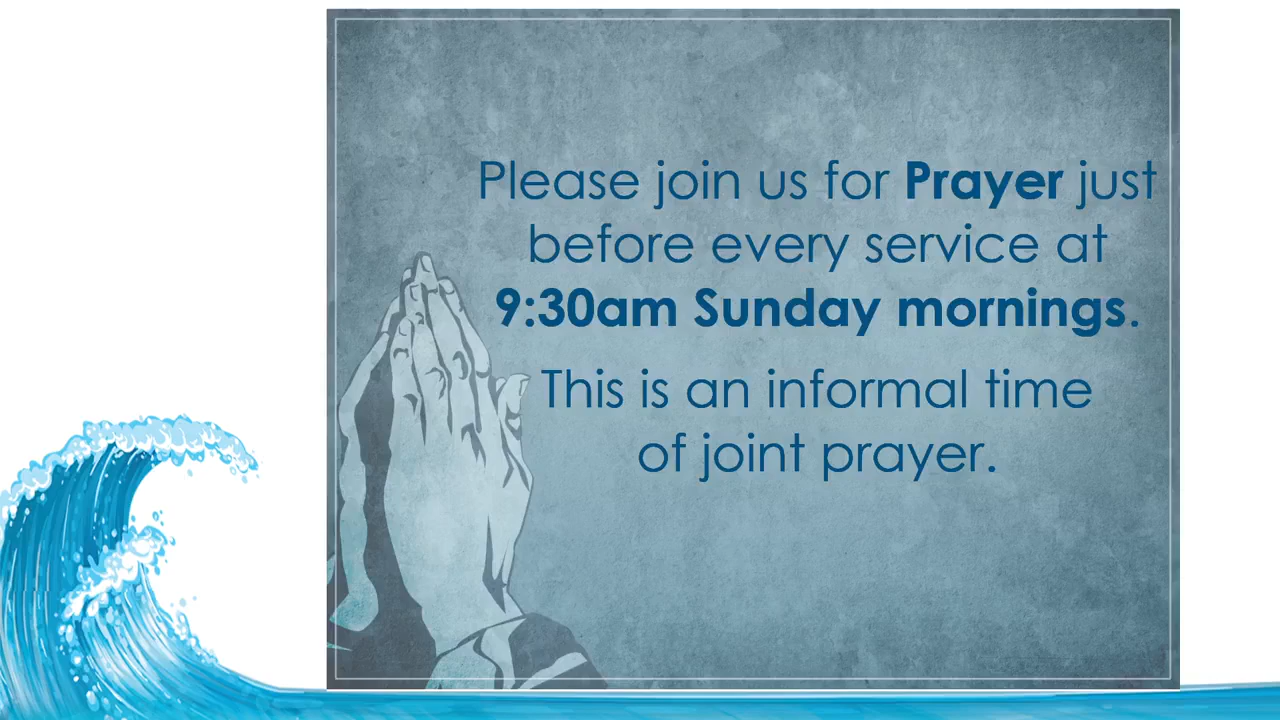 Please join us for Prayer just
before every service at
9:30am Sunday mornings.
This is an informal time
of joint prayer.